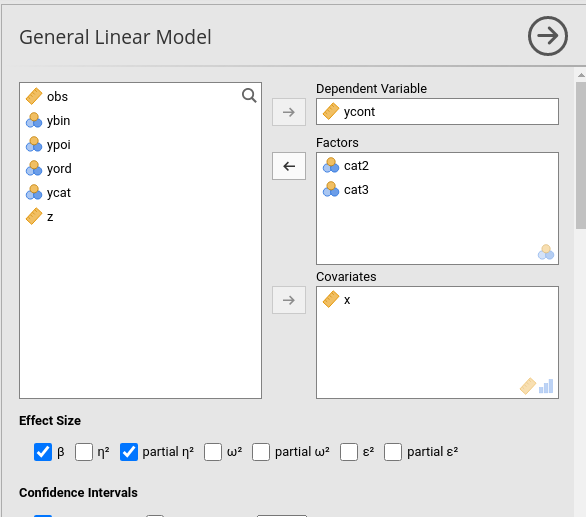 General Linear Model
obs
ybin
ypoi
yord
ycat
z
Dependent Variable
ycont
Factors
cat2
cat3
Covariates
x
Effect Size
β η² partial η² ω² partial ω² ε² partial ε²
Confidence Intervals